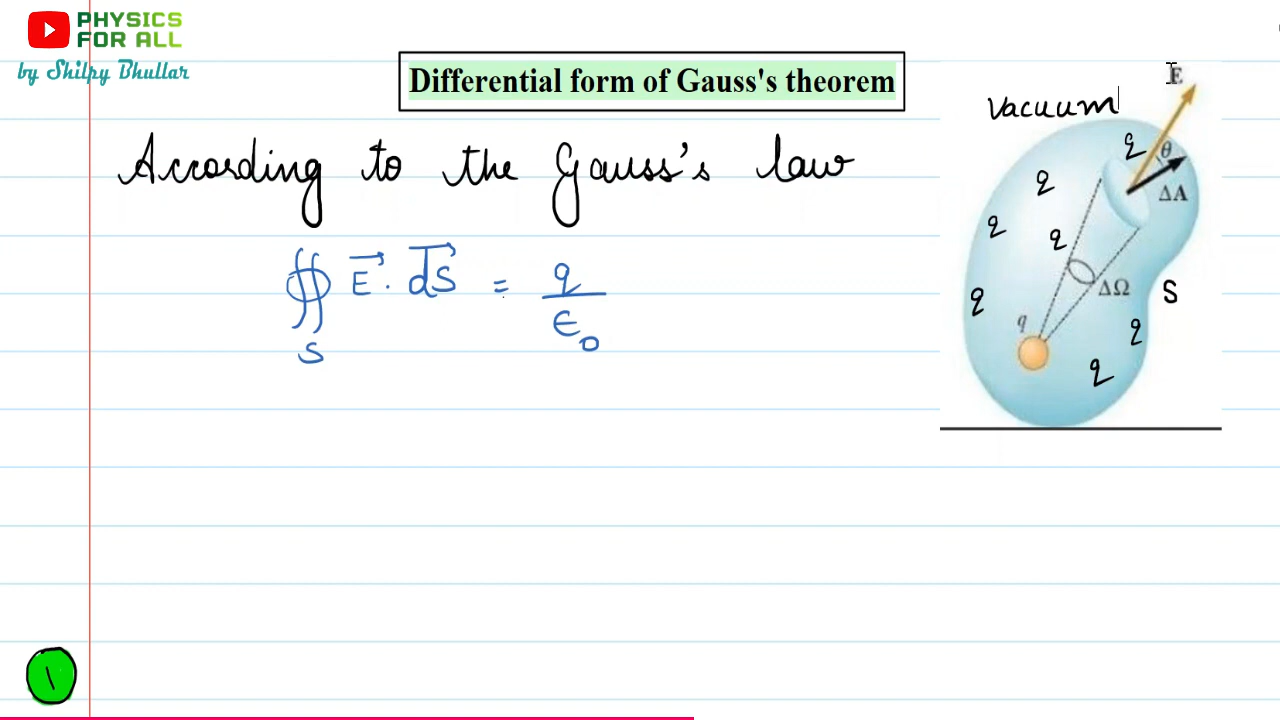 PHYSICS
FOR ALL
by Shilpy Bhullar
Differential form of Gauss's theorem
According to the Gauss's law
∯ E⃗ · dS⃗ = q / ε₀
S
Vacuum
E
q
θ
q
ΔA
q
q
ΔΩ
S
q
q
q
q
1